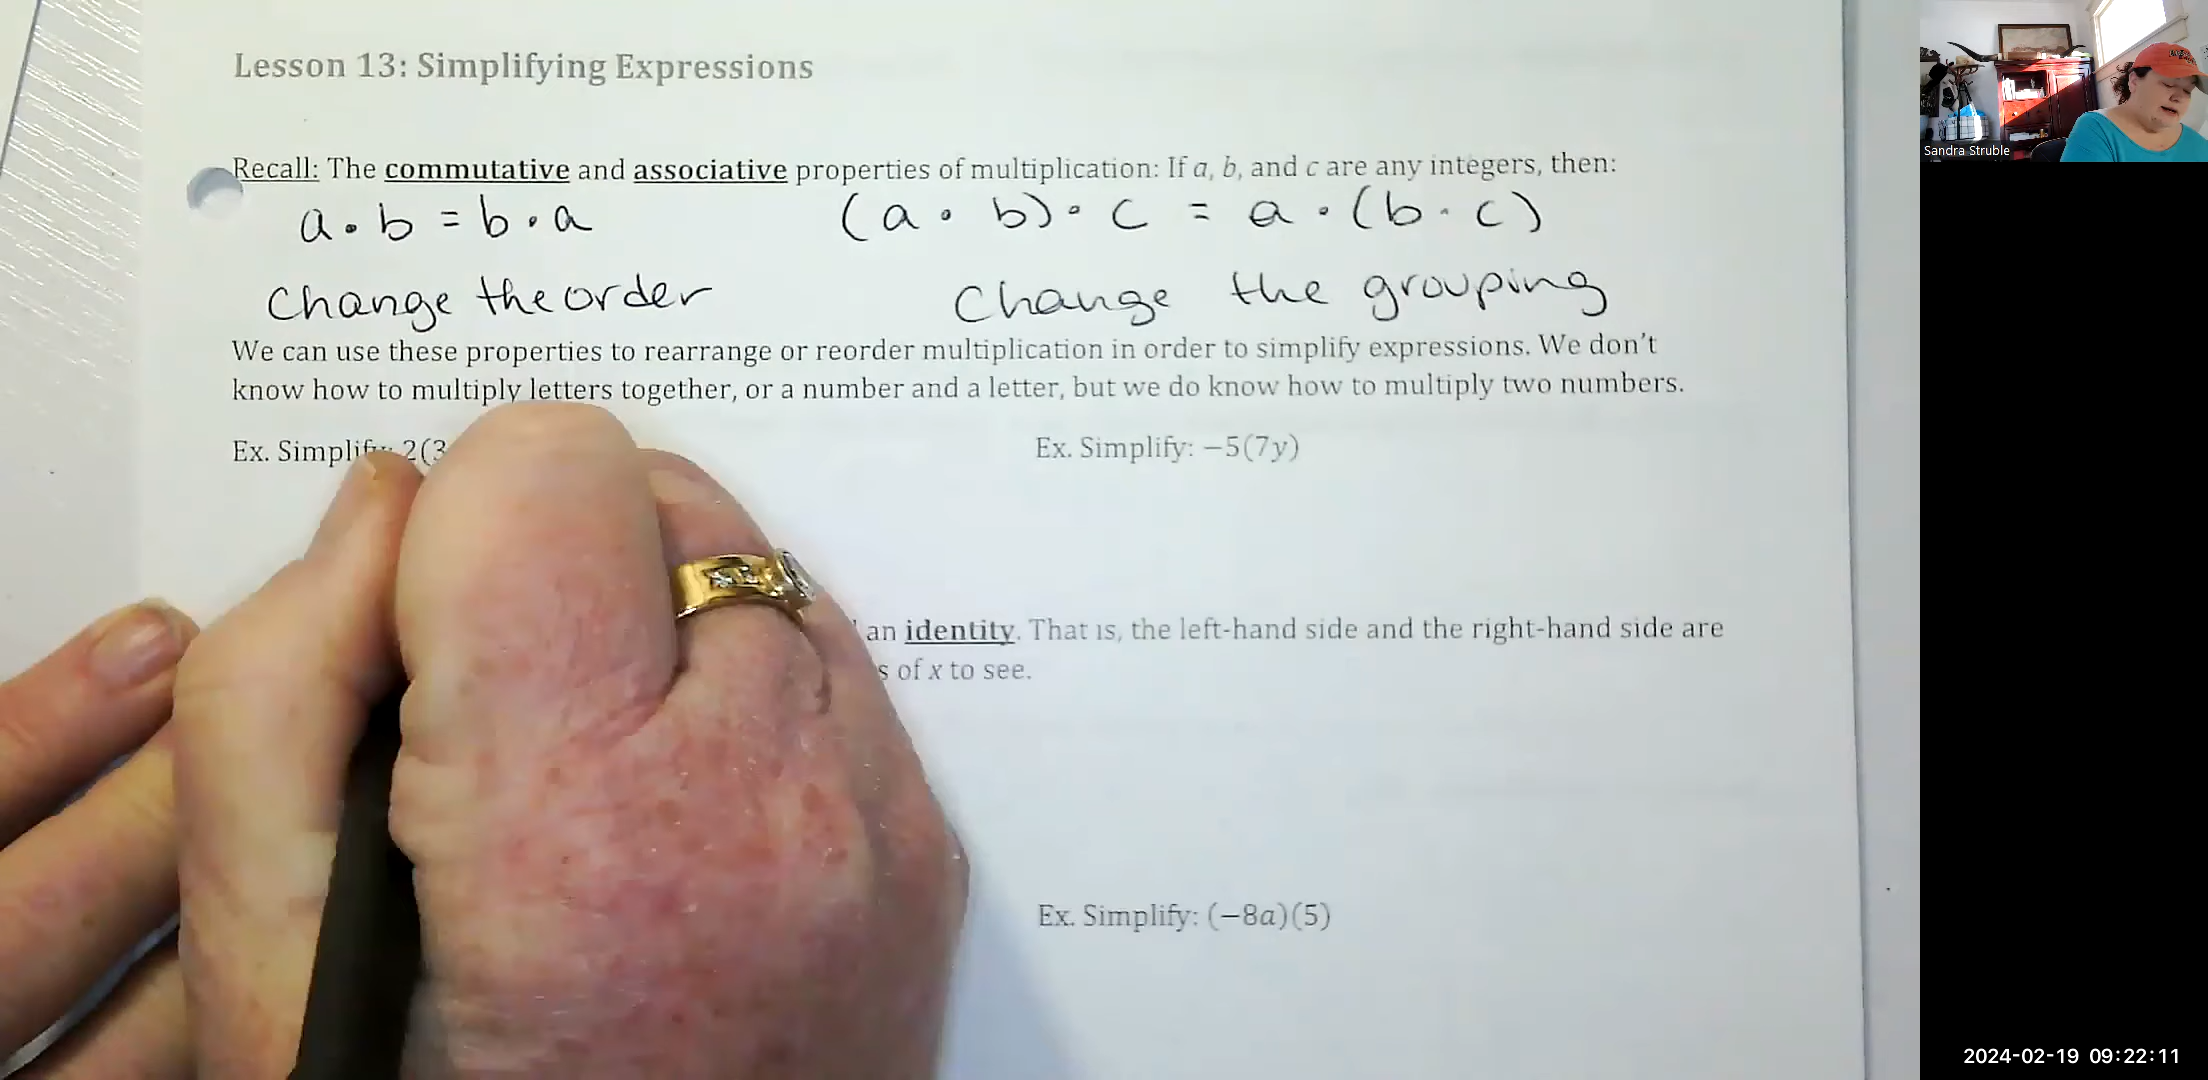 Lesson 13: Simplifying Expressions
Sandra Struble
Recall: The commutative and associative properties of multiplication: If a, b, and c are any integers, then:
a · b = b · a (a · b) · c = a · (b · c)
Change the order Change the grouping
We can use these properties to rearrange or reorder multiplication in order to simplify expressions. We don't
know how to multiply letters together, or a number and a letter, but we do know how to multiply two numbers.
Ex. Simplify: 2(3 Ex. Simplify: −5(7y)
an identity. That is, the left-hand side and the right-hand side are
of x to see.
Ex. Simplify: (−8a)(5)
2024-02-19 09:22:11